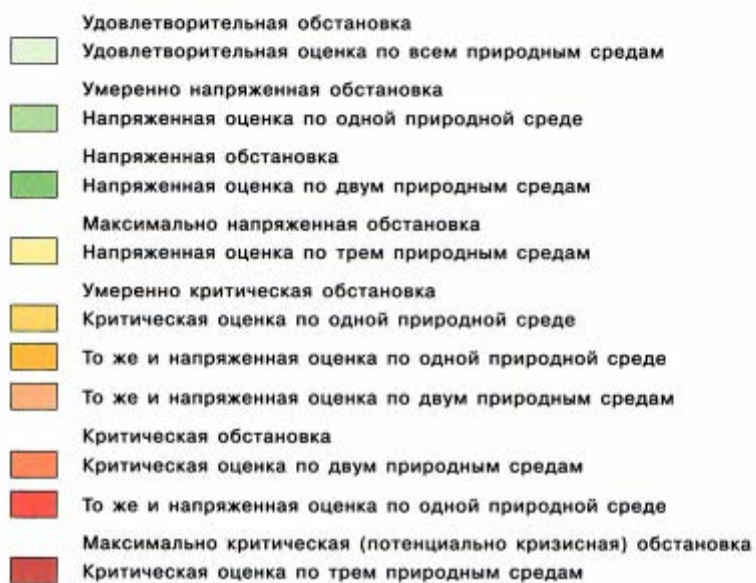 Удовлетворительная обстановка
Удовлетворительная оценка по всем природным средам
Умеренно напряженная обстановка
Напряженная оценка по одной природной среде
Напряженная обстановка
Напряженная оценка по двум природным средам
Максимально напряженная обстановка
Напряженная оценка по трем природным средам
Умеренно критическая обстановка
Критическая оценка по одной природной среде
То же и напряженная оценка по одной природной среде
То же и напряженная оценка по двум природным средам
Критическая обстановка
Критическая оценка по двум природным средам
То же и напряженная оценка по одной природной среде
Максимально критическая (потенциально кризисная) обстановка
Критическая оценка по трем природным средам